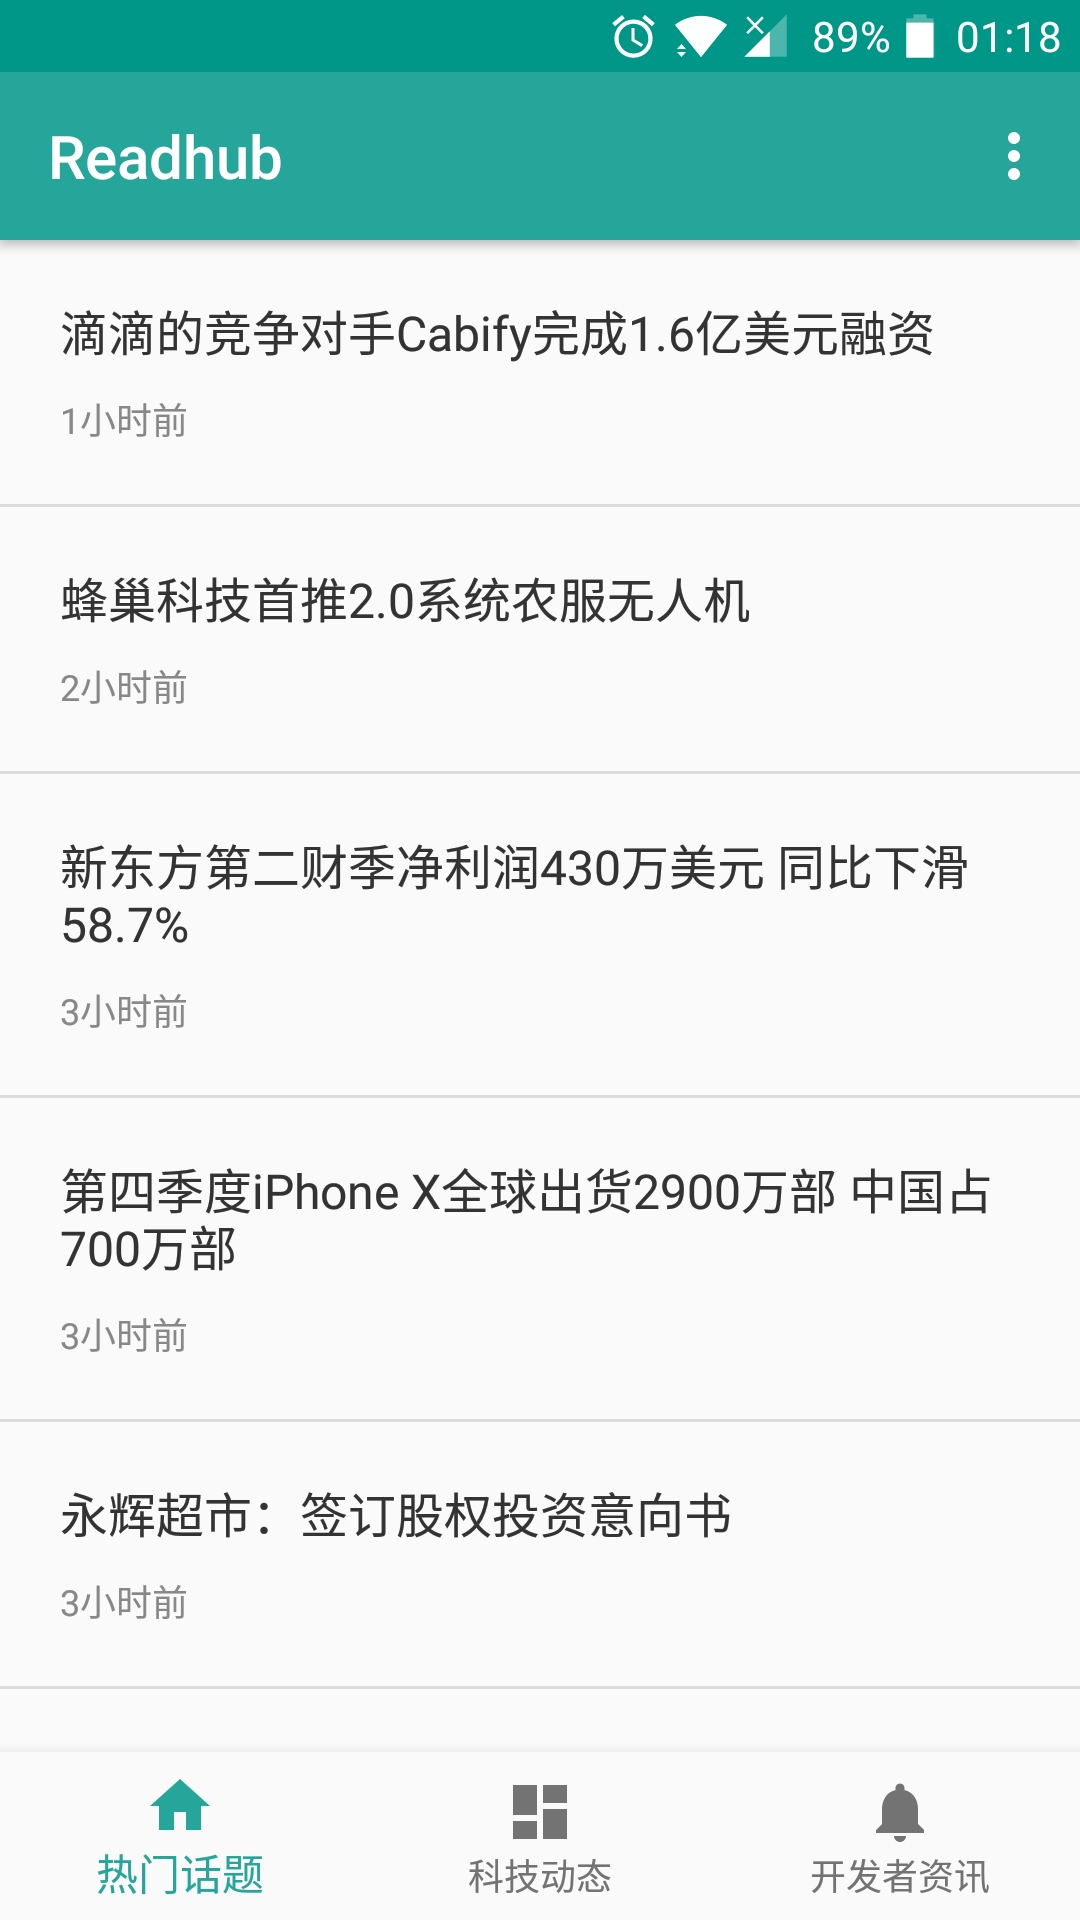 89% 01:18
Readhub
滴滴的竞争对手Cabify完成1.6亿美元融资
1小时前
蜂巢科技首推2.0系统农服无人机
2小时前
新东方第二财季净利润430万美元 同比下滑
58.7%
3小时前
第四季度iPhone X全球出货2900万部 中国占
700万部
3小时前
永辉超市：签订股权投资意向书
3小时前
热门话题 科技动态 开发者资讯